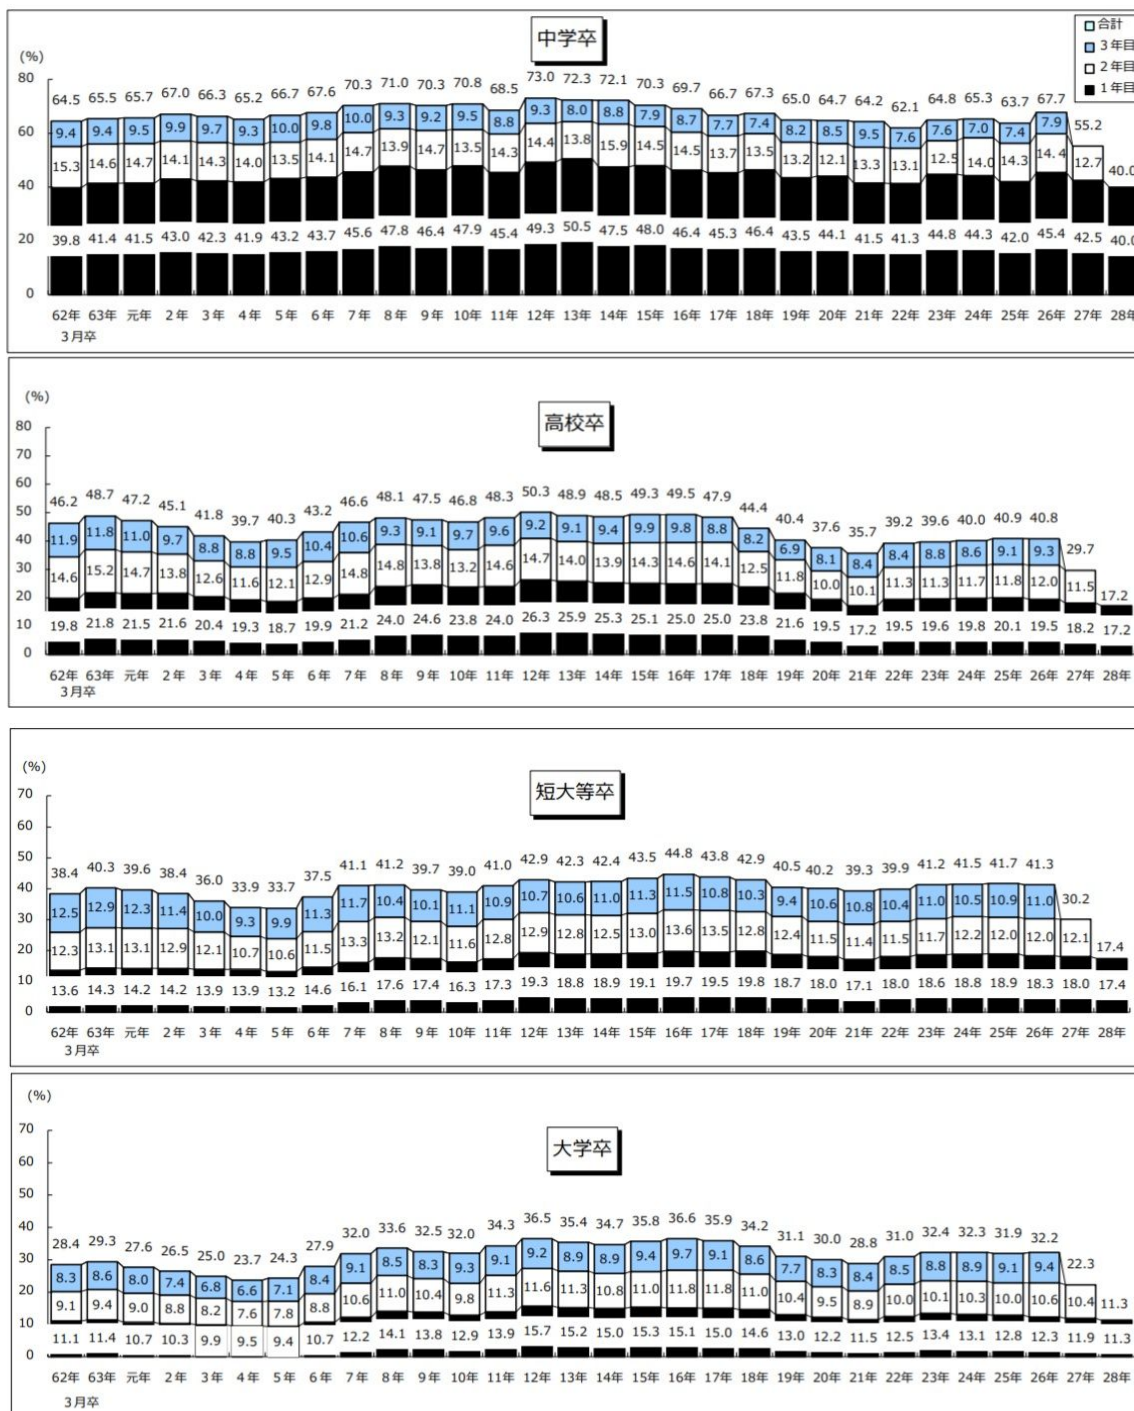 中学卒
合計
3年目
2年目
1年目
(%)
80
60
40
20
0
64.5 65.5 65.7 67.0 66.3 65.2 66.7 67.6 70.3 71.0 70.3 70.8 68.5 73.0 72.3 72.1 70.3 69.7 66.7 67.3 65.0 64.7 64.2 62.1 64.8 65.3 63.7 67.7 55.2 40.0
9.4 9.4 9.5 9.9 9.7 9.3 10.0 9.8 10.0 9.3 9.2 9.5 8.8 9.3 8.0 8.8 7.9 8.7 7.7 7.4 8.2 8.5 9.5 7.6 7.6 7.0 7.4 7.9
15.3 14.6 14.7 14.1 14.3 14.0 13.5 14.1 14.7 13.9 14.7 13.5 14.3 14.4 13.8 15.9 14.5 14.5 13.7 13.5 13.2 12.1 13.3 13.1 12.5 14.0 14.3 14.4 12.7
39.8 41.4 41.5 43.0 42.3 41.9 43.2 43.7 45.6 47.8 46.4 47.9 45.4 49.3 50.5 47.5 48.0 46.4 45.3 46.4 43.5 44.1 41.5 41.3 44.8 44.3 42.0 45.4 42.5 40.0
62年 63年 元年 2年 3年 4年 5年 6年 7年 8年 9年 10年 11年 12年 13年 14年 15年 16年 17年 18年 19年 20年 21年 22年 23年 24年 25年 26年 27年 28年
3月卒
高校卒
(%)
80
70
60
50
40
30
20
10
0
46.2 48.7 47.2 45.1 41.8 39.7 40.3 43.2 46.6 48.1 47.5 46.8 48.3 50.3 48.9 48.5 49.3 49.5 47.9 44.4 40.4 37.6 35.7 39.2 39.6 40.0 40.9 40.8 29.7 17.2
11.9 11.8 11.0 9.7 8.8 8.8 9.5 10.4 10.6 9.3 9.1 9.7 9.6 9.2 9.1 9.4 9.9 9.8 8.8 8.2 6.9 8.1 8.4 8.4 8.8 8.6 9.1 9.3
14.6 15.2 14.7 13.8 12.6 11.6 12.1 12.9 14.8 14.8 13.8 13.2 14.6 14.7 14.0 13.9 14.3 14.6 14.1 12.5 11.8 10.0 10.1 11.3 11.3 11.7 11.8 12.0 11.5
19.8 21.8 21.5 21.6 20.4 19.3 18.7 19.9 21.2 24.0 24.6 23.8 24.0 26.3 25.9 25.3 25.1 25.0 25.0 23.8 21.6 19.5 17.2 19.5 19.6 19.8 20.1 19.5 18.2 17.2
62年 63年 元年 2年 3年 4年 5年 6年 7年 8年 9年 10年 11年 12年 13年 14年 15年 16年 17年 18年 19年 20年 21年 22年 23年 24年 25年 26年 27年 28年
3月卒
短大等卒
(%)
70
60
50
40
30
20
10
0
38.4 40.3 39.6 38.4 36.0 33.9 33.7 37.5 41.1 41.2 39.7 39.0 41.0 42.9 42.3 42.4 43.5 44.8 43.8 42.9 40.5 40.2 39.3 39.9 41.2 41.5 41.7 41.3 30.2 17.4
12.5 12.9 12.3 11.4 10.0 9.3 9.9 11.3 11.7 10.4 10.1 11.1 10.9 10.7 10.6 11.0 11.3 11.5 10.8 10.3 9.4 10.6 10.8 10.4 11.0 10.5 10.9 11.0
12.3 13.1 13.1 12.9 12.1 10.7 10.6 11.5 13.3 13.2 12.1 11.6 12.8 12.9 12.8 12.5 13.0 13.6 13.5 12.8 12.4 11.5 11.4 11.5 11.7 12.2 12.0 12.0 12.1
13.6 14.3 14.2 14.2 13.9 13.9 13.2 14.6 16.1 17.6 17.4 16.3 17.3 19.3 18.8 18.9 19.1 19.7 19.5 19.8 18.7 18.0 17.1 18.0 18.6 18.8 18.9 18.3 18.0 17.4
62年 63年 元年 2年 3年 4年 5年 6年 7年 8年 9年 10年 11年 12年 13年 14年 15年 16年 17年 18年 19年 20年 21年 22年 23年 24年 25年 26年 27年 28年
3月卒
大学卒
(%)
70
60
50
40
30
20
10
0
28.4 29.3 27.6 26.5 25.0 23.7 24.3 27.9 32.0 33.6 32.5 32.0 34.3 36.5 35.4 34.7 35.8 36.6 35.9 34.2 31.1 30.0 28.8 31.0 32.4 32.3 31.9 32.2 22.3 11.3
8.3 8.6 8.0 7.4 6.8 6.6 7.1 8.4 9.1 8.5 8.3 9.3 9.1 9.2 8.9 8.9 9.4 9.7 9.1 8.6 7.7 8.3 8.4 8.5 8.8 8.9 9.1 9.4
9.1 9.4 9.0 8.8 8.2 7.6 7.8 8.8 10.6 11.0 10.4 9.8 11.3 11.6 11.3 10.8 11.0 11.8 11.8 11.0 10.4 9.5 8.9 10.0 10.1 10.3 10.0 10.6 10.4
11.1 11.4 10.7 10.3 9.9 9.5 9.4 10.7 12.2 14.1 13.8 12.9 13.9 15.7 15.2 15.0 15.3 15.1 15.0 14.6 13.0 12.2 11.5 12.5 13.4 13.1 12.8 12.3 11.9 11.3
62年 63年 元年 2年 3年 4年 5年 6年 7年 8年 9年 10年 11年 12年 13年 14年 15年 16年 17年 18年 19年 20年 21年 22年 23年 24年 25年 26年 27年 28年
3月卒